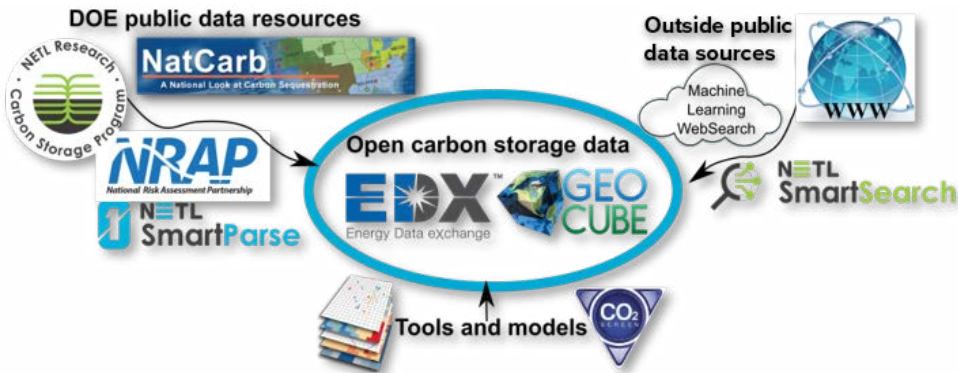 DOE public data resources
Outside public
data sources
NETL Research
Carbon Storage Program
NatCarb
A National Look at Carbon Sequestration
Machine
Learning
WebSearch
WWW
NRAP
National Risk Assessment Partnership
Open carbon storage data
EDX™
Energy Data eXchange
GEO
CUBE
NETL
SmartSearch
NETL
SmartParse
Tools and models
CO2
SCREEN